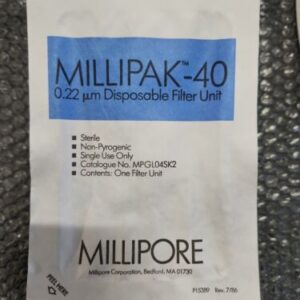 MILLIPAK™-40
0.22 µm Disposable Filter Unit
■ Sterile
■ Non-Pyrogenic
■ Single Use Only
■ Catalogue No. MPGL04SK2
■ Contents: One Filter Unit
MILLIPORE
Millipore Corporation, Bedford, MA 01730
PEEL HERE
P15389 Rev. 7/86